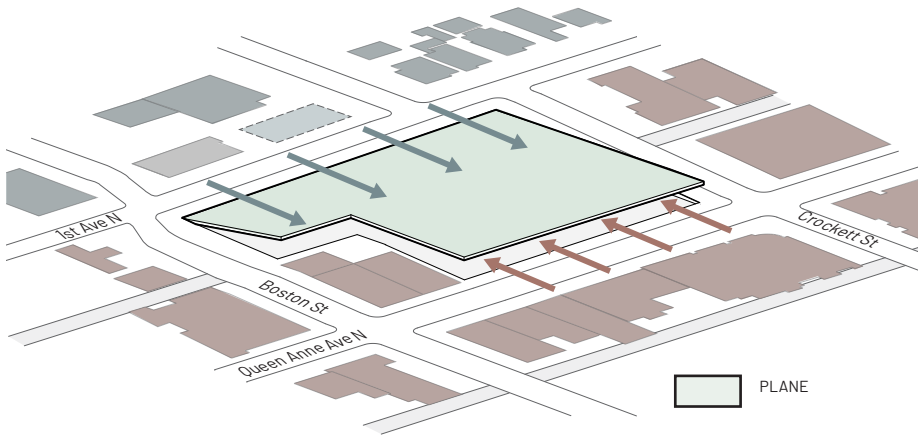 1st Ave N
Crockett St
Boston St
Queen Anne Ave N
PLANE